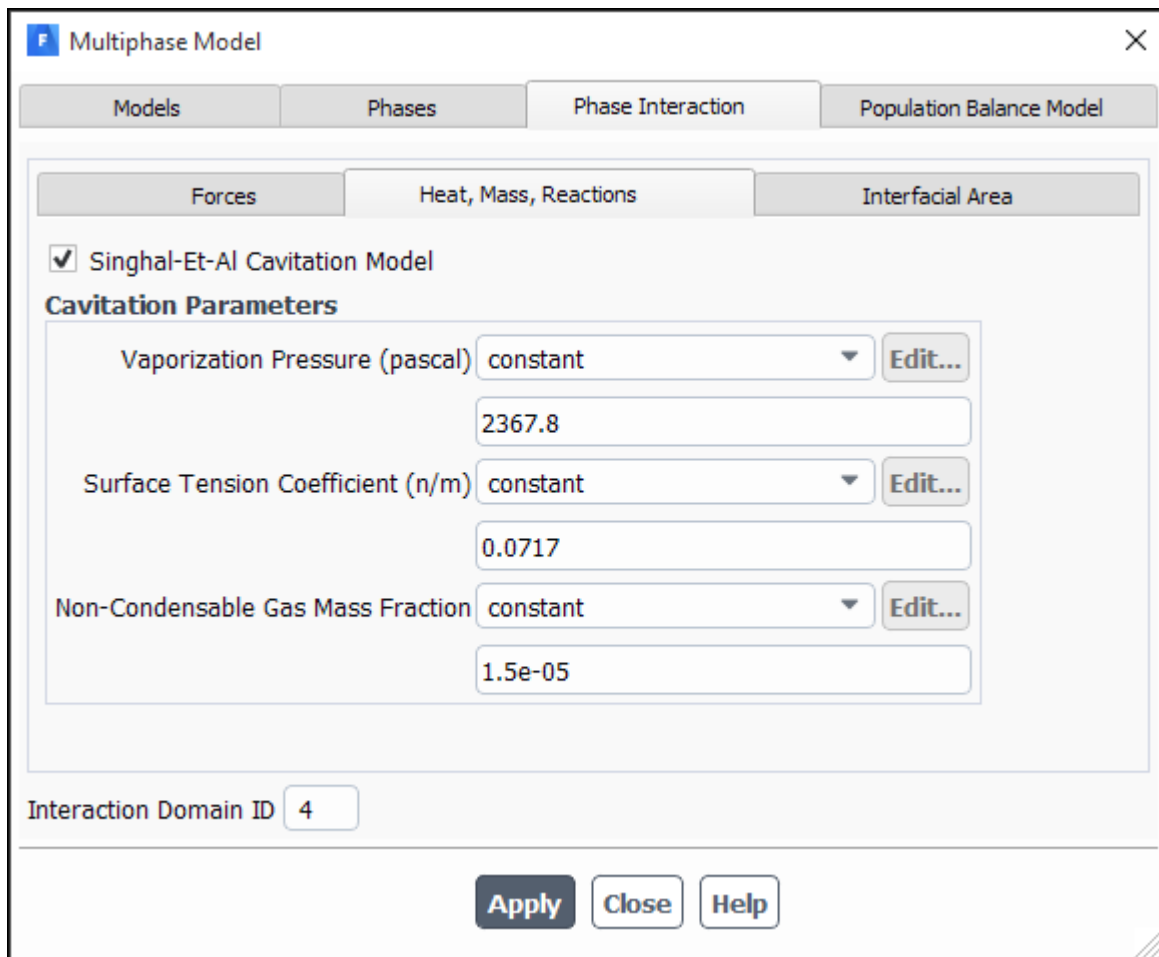 F Multiphase Model
Models Phases Phase Interaction Population Balance Model
Forces Heat, Mass, Reactions Interfacial Area
Singhal-Et-Al Cavitation Model
Cavitation Parameters
Vaporization Pressure (pascal) constant Edit...
2367.8
Surface Tension Coefficient (n/m) constant Edit...
0.0717
Non-Condensable Gas Mass Fraction constant Edit...
1.5e-05
Interaction Domain ID 4
Apply Close Help